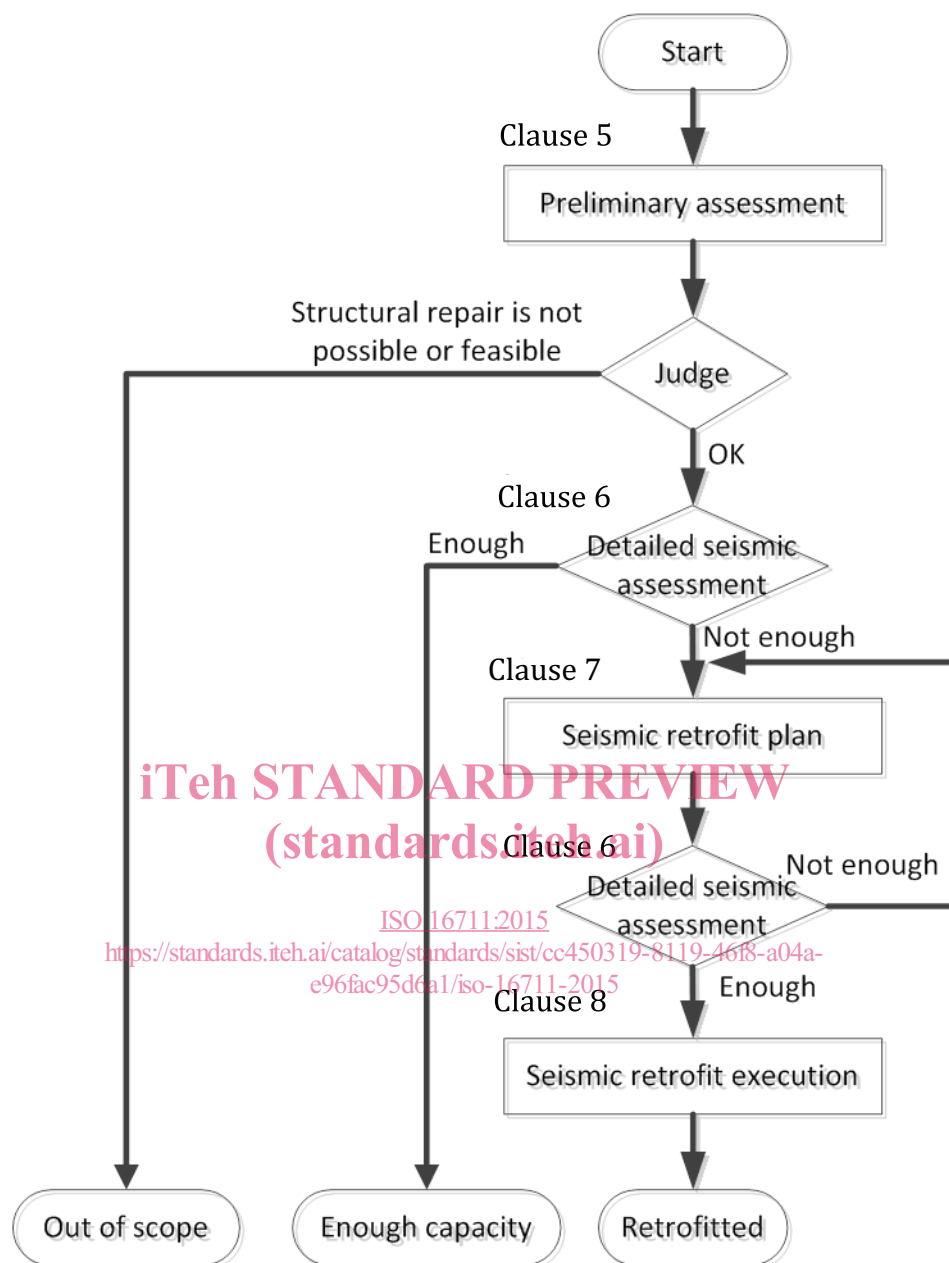 Start
Clause 5
Preliminary assessment
Structural repair is not
possible or feasible
Judge
OK
Clause 6
Enough
Detailed seismic
assessment
Not enough
Clause 7
Seismic retrofit plan
iTeh STANDARD PREVIEW
(standards.iteh.ai)
Clause 6
Not enough
Detailed seismic
assessment
ISO 16711:2015
https://standards.iteh.ai/catalog/standards/sist/cc450319-8119-46f8-a04a-
e96fac95d6a1/iso-16711-2015
Enough
Clause 8
Seismic retrofit execution
Out of scope
Enough capacity
Retrofitted